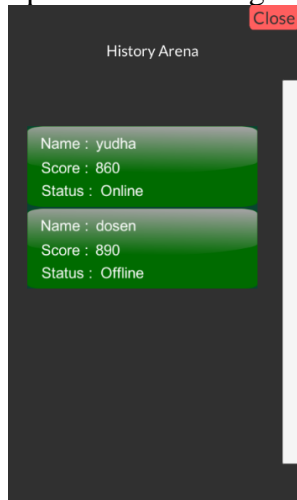 Close
History Arena
Name : yudha
Score : 860
Status : Online
Name : dosen
Score : 890
Status : Offline